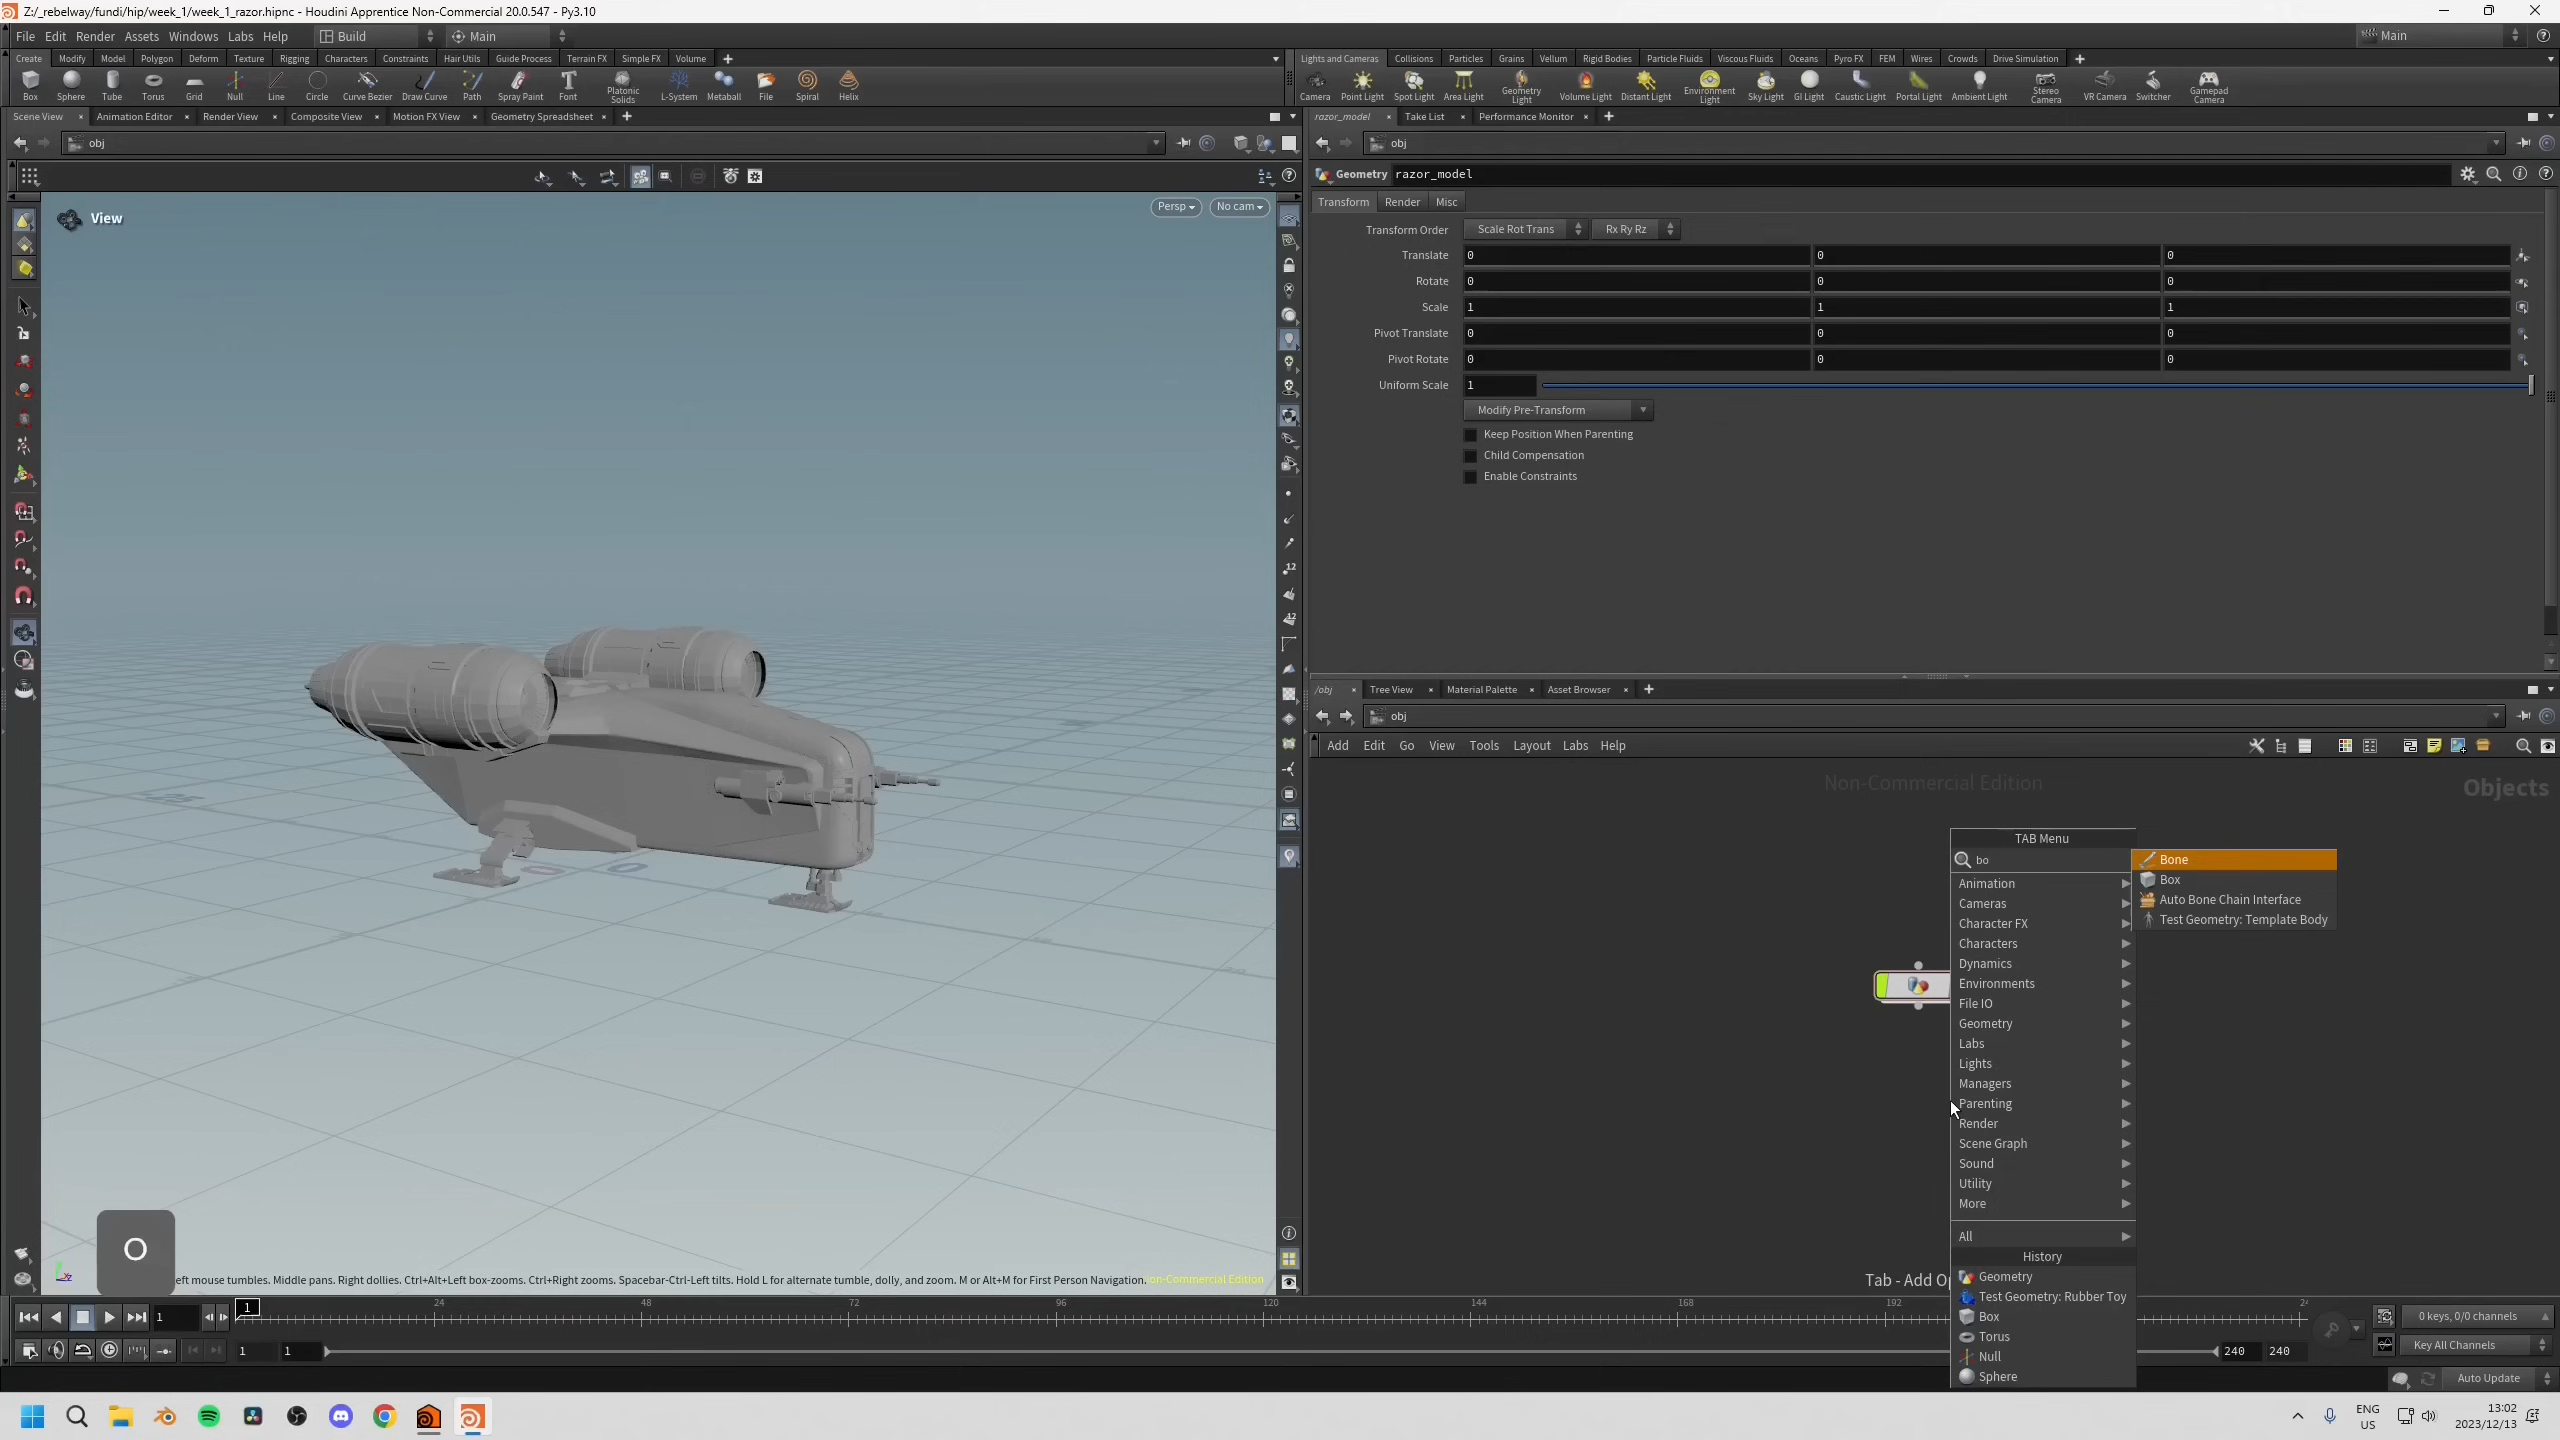 Z:/_rebelway/fundi/hip/week_1/week_1_razor.hipnc - Houdini Apprentice Non-Commercial 20.0.547 - Py3.10
File Edit Render Assets Windows Labs Help Build Main
Main
Create Modify Model Polygon Deform Texture Rigging Characters Constraints Hair Utils Guide Process Terrain FX Simple FX Volume
Lights and Cameras Collisions Particles Grains Vellum Rigid Bodies Particle Fluids Viscous Fluids Oceans Pyro FX FEM Wires Crowds Drive Simulation
Box Sphere Tube Torus Grid Null Line Circle Curve Bezier Draw Curve Path Spray Paint Font Platonic Solids L-System Metaball File Spiral Helix
Camera Point Light Spot Light Area Light Geometry Light Volume Light Distant Light Environment Light Sky Light GI Light Caustic Light Portal Light Ambient Light Stereo Camera VR Camera Switcher Gamepad Camera
Scene View Animation Editor Render View Composite View Motion FX View Geometry Spreadsheet
razor_model Take List Performance Monitor
obj
obj
Geometry razor_model
Transform Render Misc
View
Persp No cam
Transform Order Scale Rot Trans Rx Ry Rz
Translate 0 0 0
Rotate 0 0 0
Scale 1 1 1
Pivot Translate 0 0 0
Pivot Rotate 0 0 0
Uniform Scale 1
Modify Pre-Transform
Keep Position When Parenting
Child Compensation
Enable Constraints
12
12
/obj Tree View Material Palette Asset Browser
obj
Add Edit Go View Tools Layout Labs Help
Non-Commercial Edition
Objects
TAB Menu
bo
Bone
Box
Auto Bone Chain Interface
Test Geometry: Template Body
Animation
Cameras
Character FX
Characters
Dynamics
Environments
File IO
Geometry
Labs
Lights
Managers
Parenting
Render
Scene Graph
Sound
Utility
More
All
History
Geometry
Test Geometry: Rubber Toy
Box
Torus
Null
Sphere
Tab - Add Op
O
eft mouse tumbles. Middle pans. Right dollies. Ctrl+Alt+Left box-zooms. Ctrl+Right zooms. Spacebar-Ctrl-Left tilts. Hold L for alternate tumble, dolly, and zoom. M or Alt+M for First Person Navigation.
on-Commercial Edition
1 1 24 48 72 96 120 144 168 192 24
0 keys, 0/0 channels
1 1 240 240
Key All Channels
Auto Update
ENG
US
13:02
2023/12/13